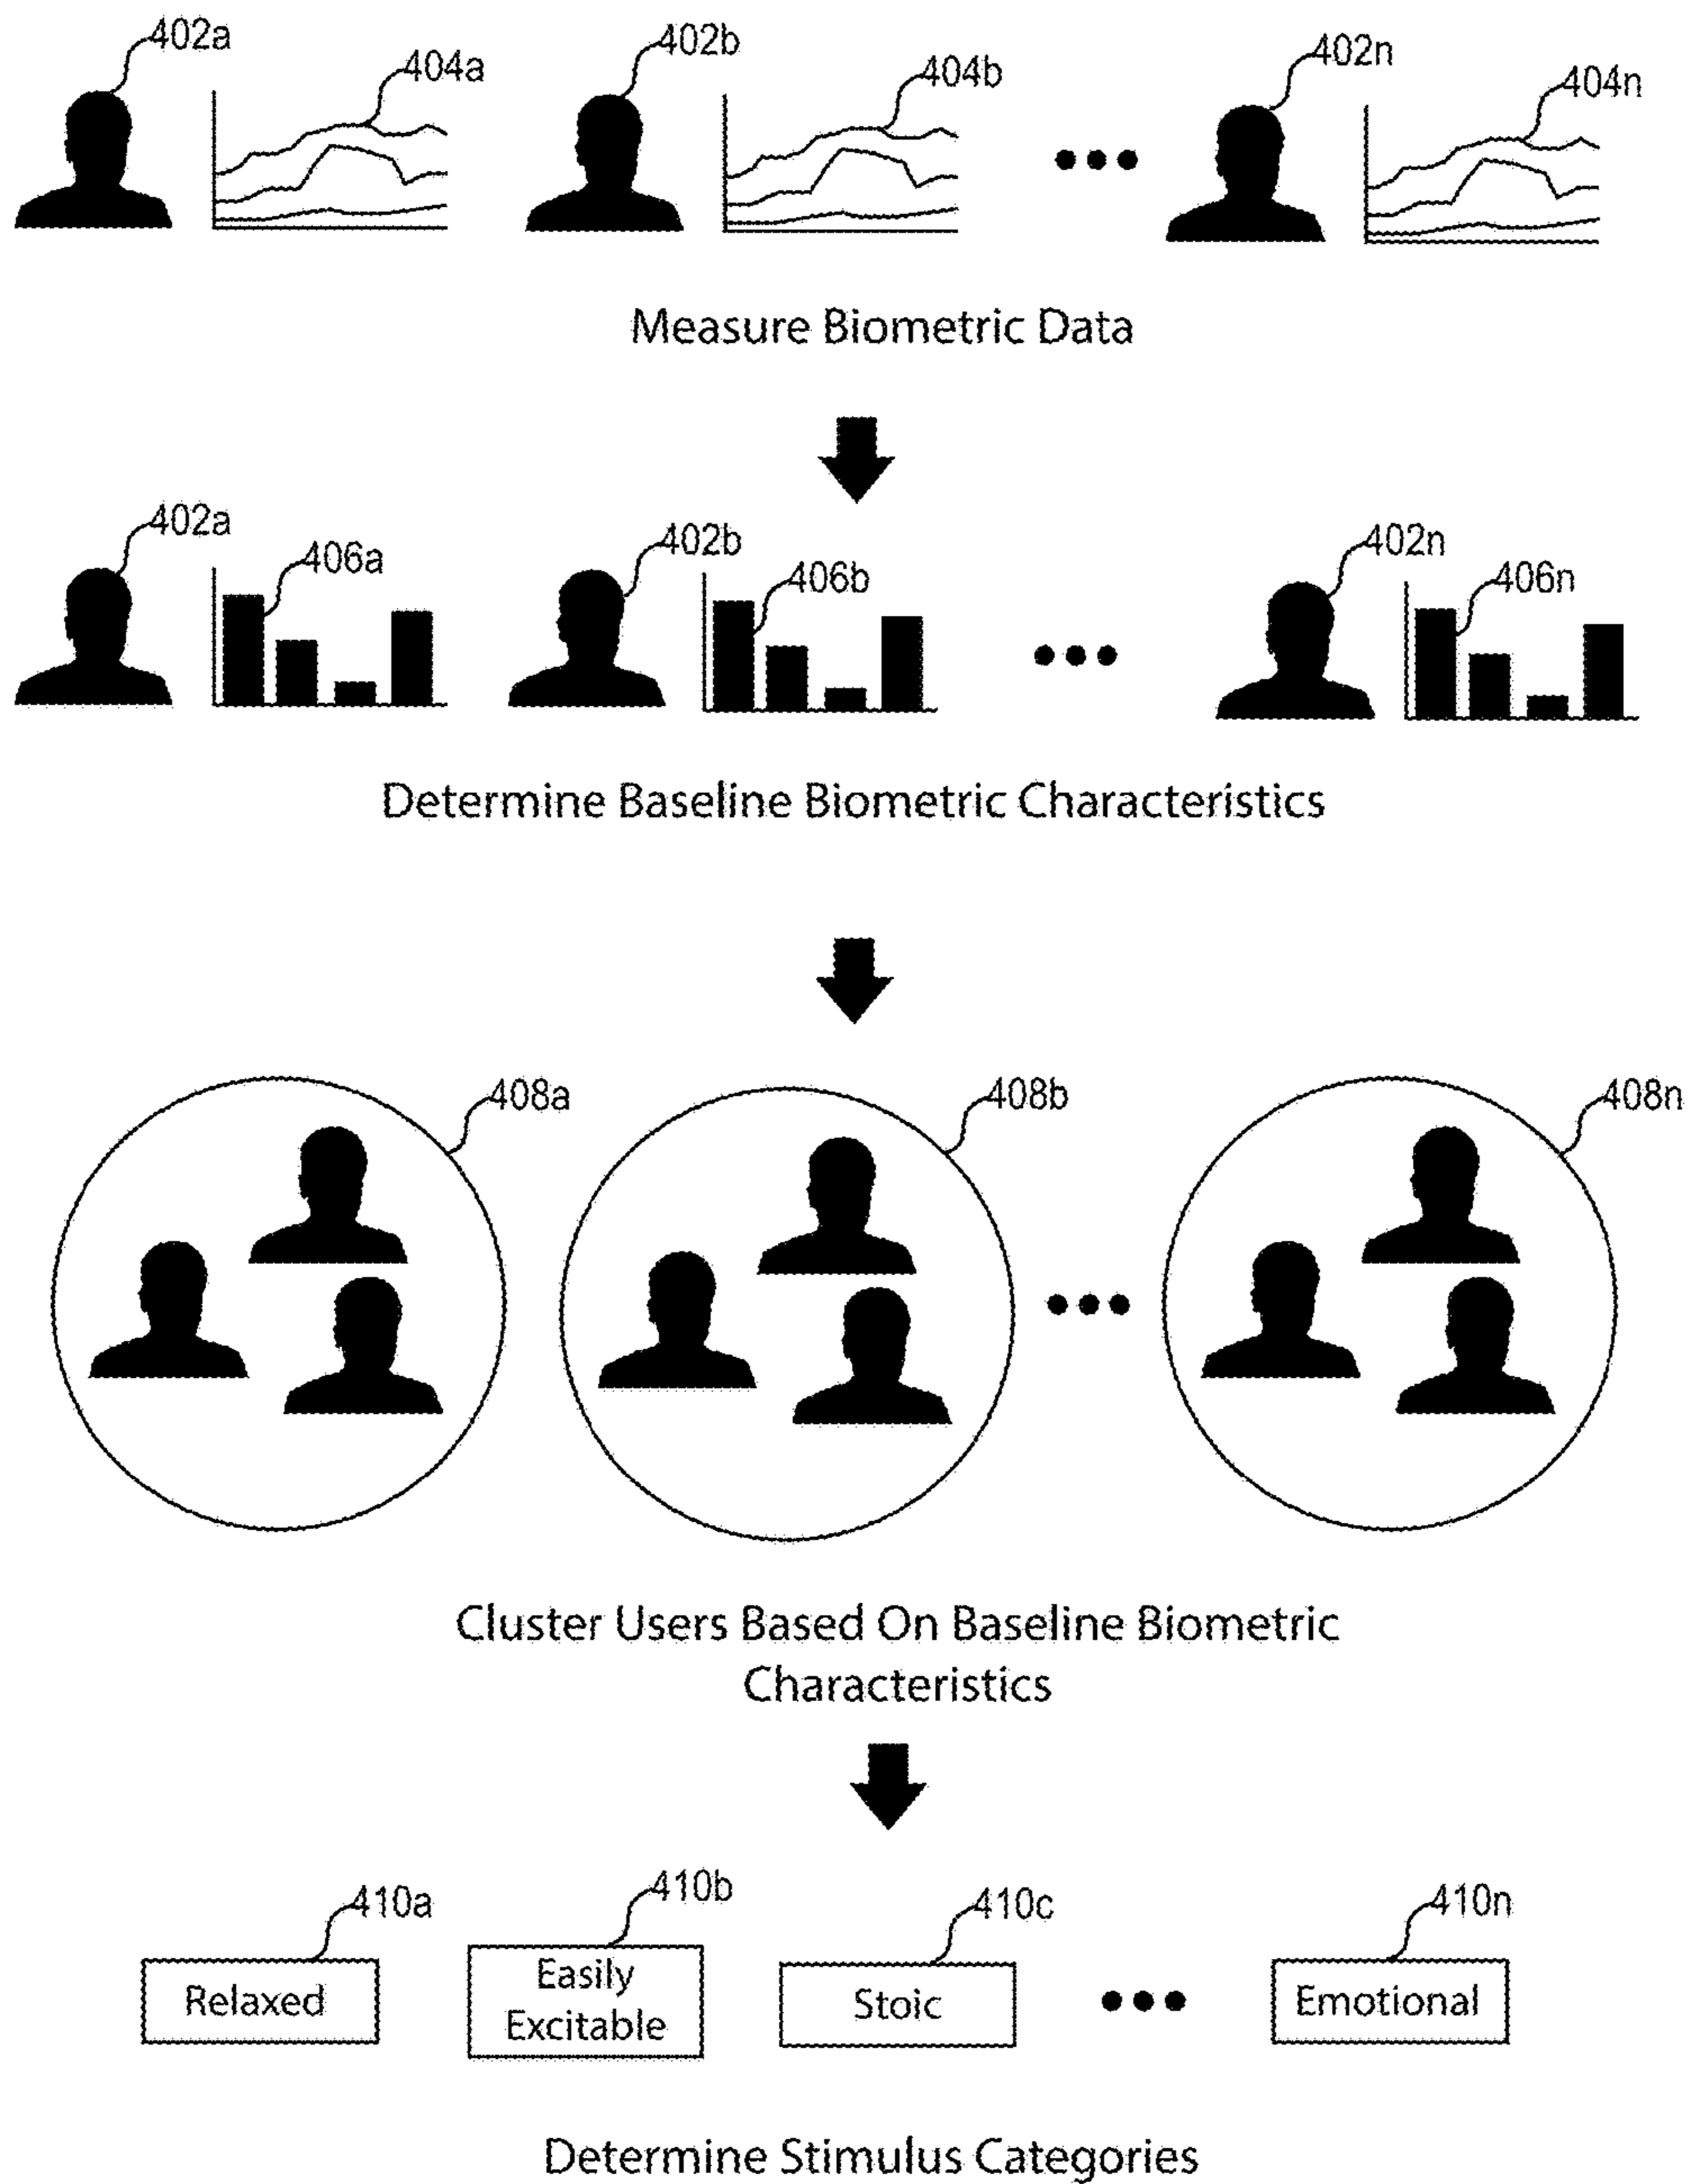 402a
404a
402b
404b
402n
404n
Measure Biometric Data
402a
406a
402b
406b
402n
406n
Determine Baseline Biometric Characteristics
408a
408b
408n
Cluster Users Based On Baseline Biometric
Characteristics
410a
410b
410c
410n
Relaxed
Easily
Excitable
Stoic
Emotional
Determine Stimulus Categories